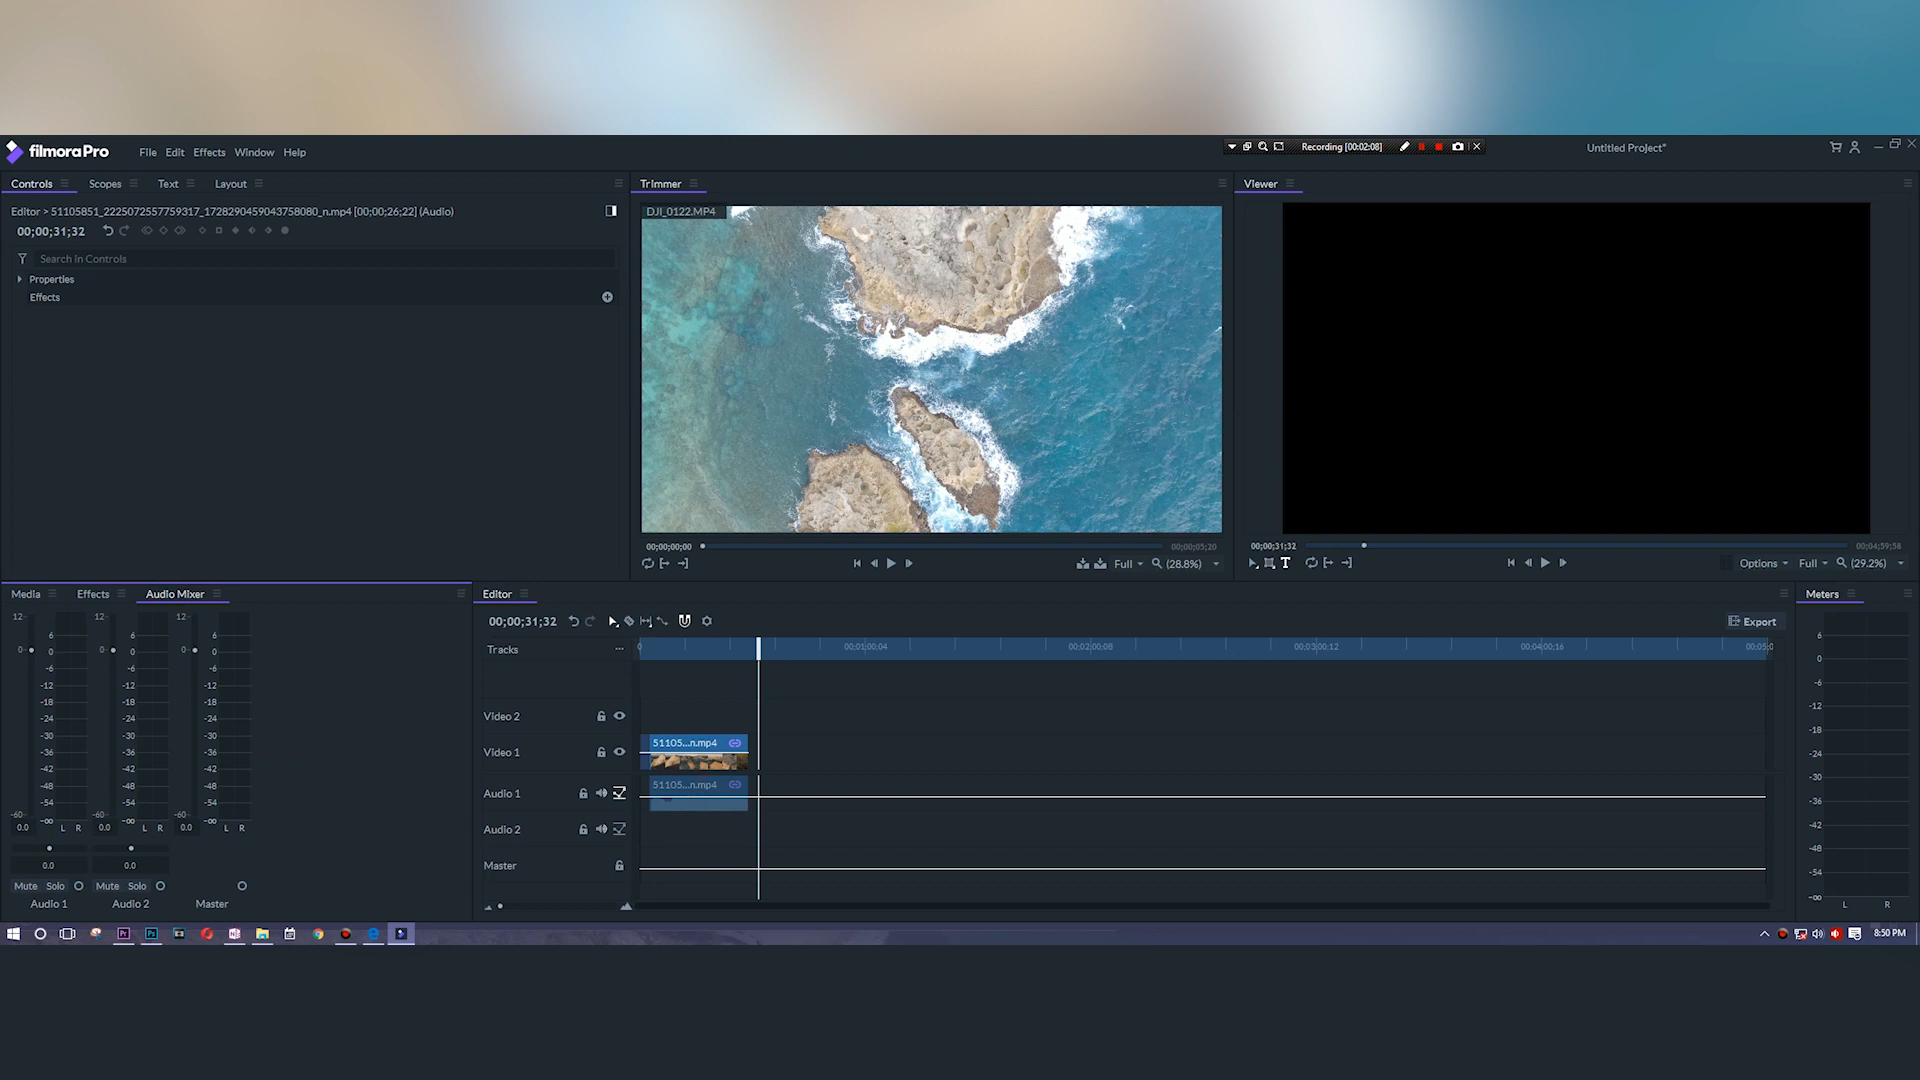 filmoraPro File Edit Effects Window Help Recording [00:02:08] Untitled Project*
Controls Scopes Text Layout Trimmer Viewer
Editor > 51105851_2225072557759317_1728290459043758080_n.mp4 [00;00;26;22] (Audio) DJI_0122.MP4
00;00;31;32
Search in Controls
Properties
Effects
00;00;00;00 00;00;05;20 00;00;31;32 00;04;59;58
Full (28.8%) T Options Full (29.2%)
Media Effects Audio Mixer Editor Meters
12 12 12
6 6 6
0 0 0 0 0 0
-6 -6 -6
-12 -12 -12
-18 -18 -18
-24 -24 -24
-30 -30 -30
-36 -36 -36
-42 -42 -42
-48 -48 -48
-54 -54 -54
-60 -∞ -60 -∞ -60 -∞
0.0 L R 0.0 L R 0.0 L R
0.0 0.0
Mute Solo Mute Solo
Audio 1 Audio 2 Master
00;00;31;32 Export
Tracks 0 00;01;00;04 00;02;00;08 00;03;00;12 00;04;00;16 00;05;0
Video 2
Video 1 51105...n.mp4
Audio 1 51105...n.mp4
Audio 2
Master
6
0
-6
-12
-18
-24
-30
-36
-42
-48
-54
-∞
L R
Pr Ps N 8:50 PM